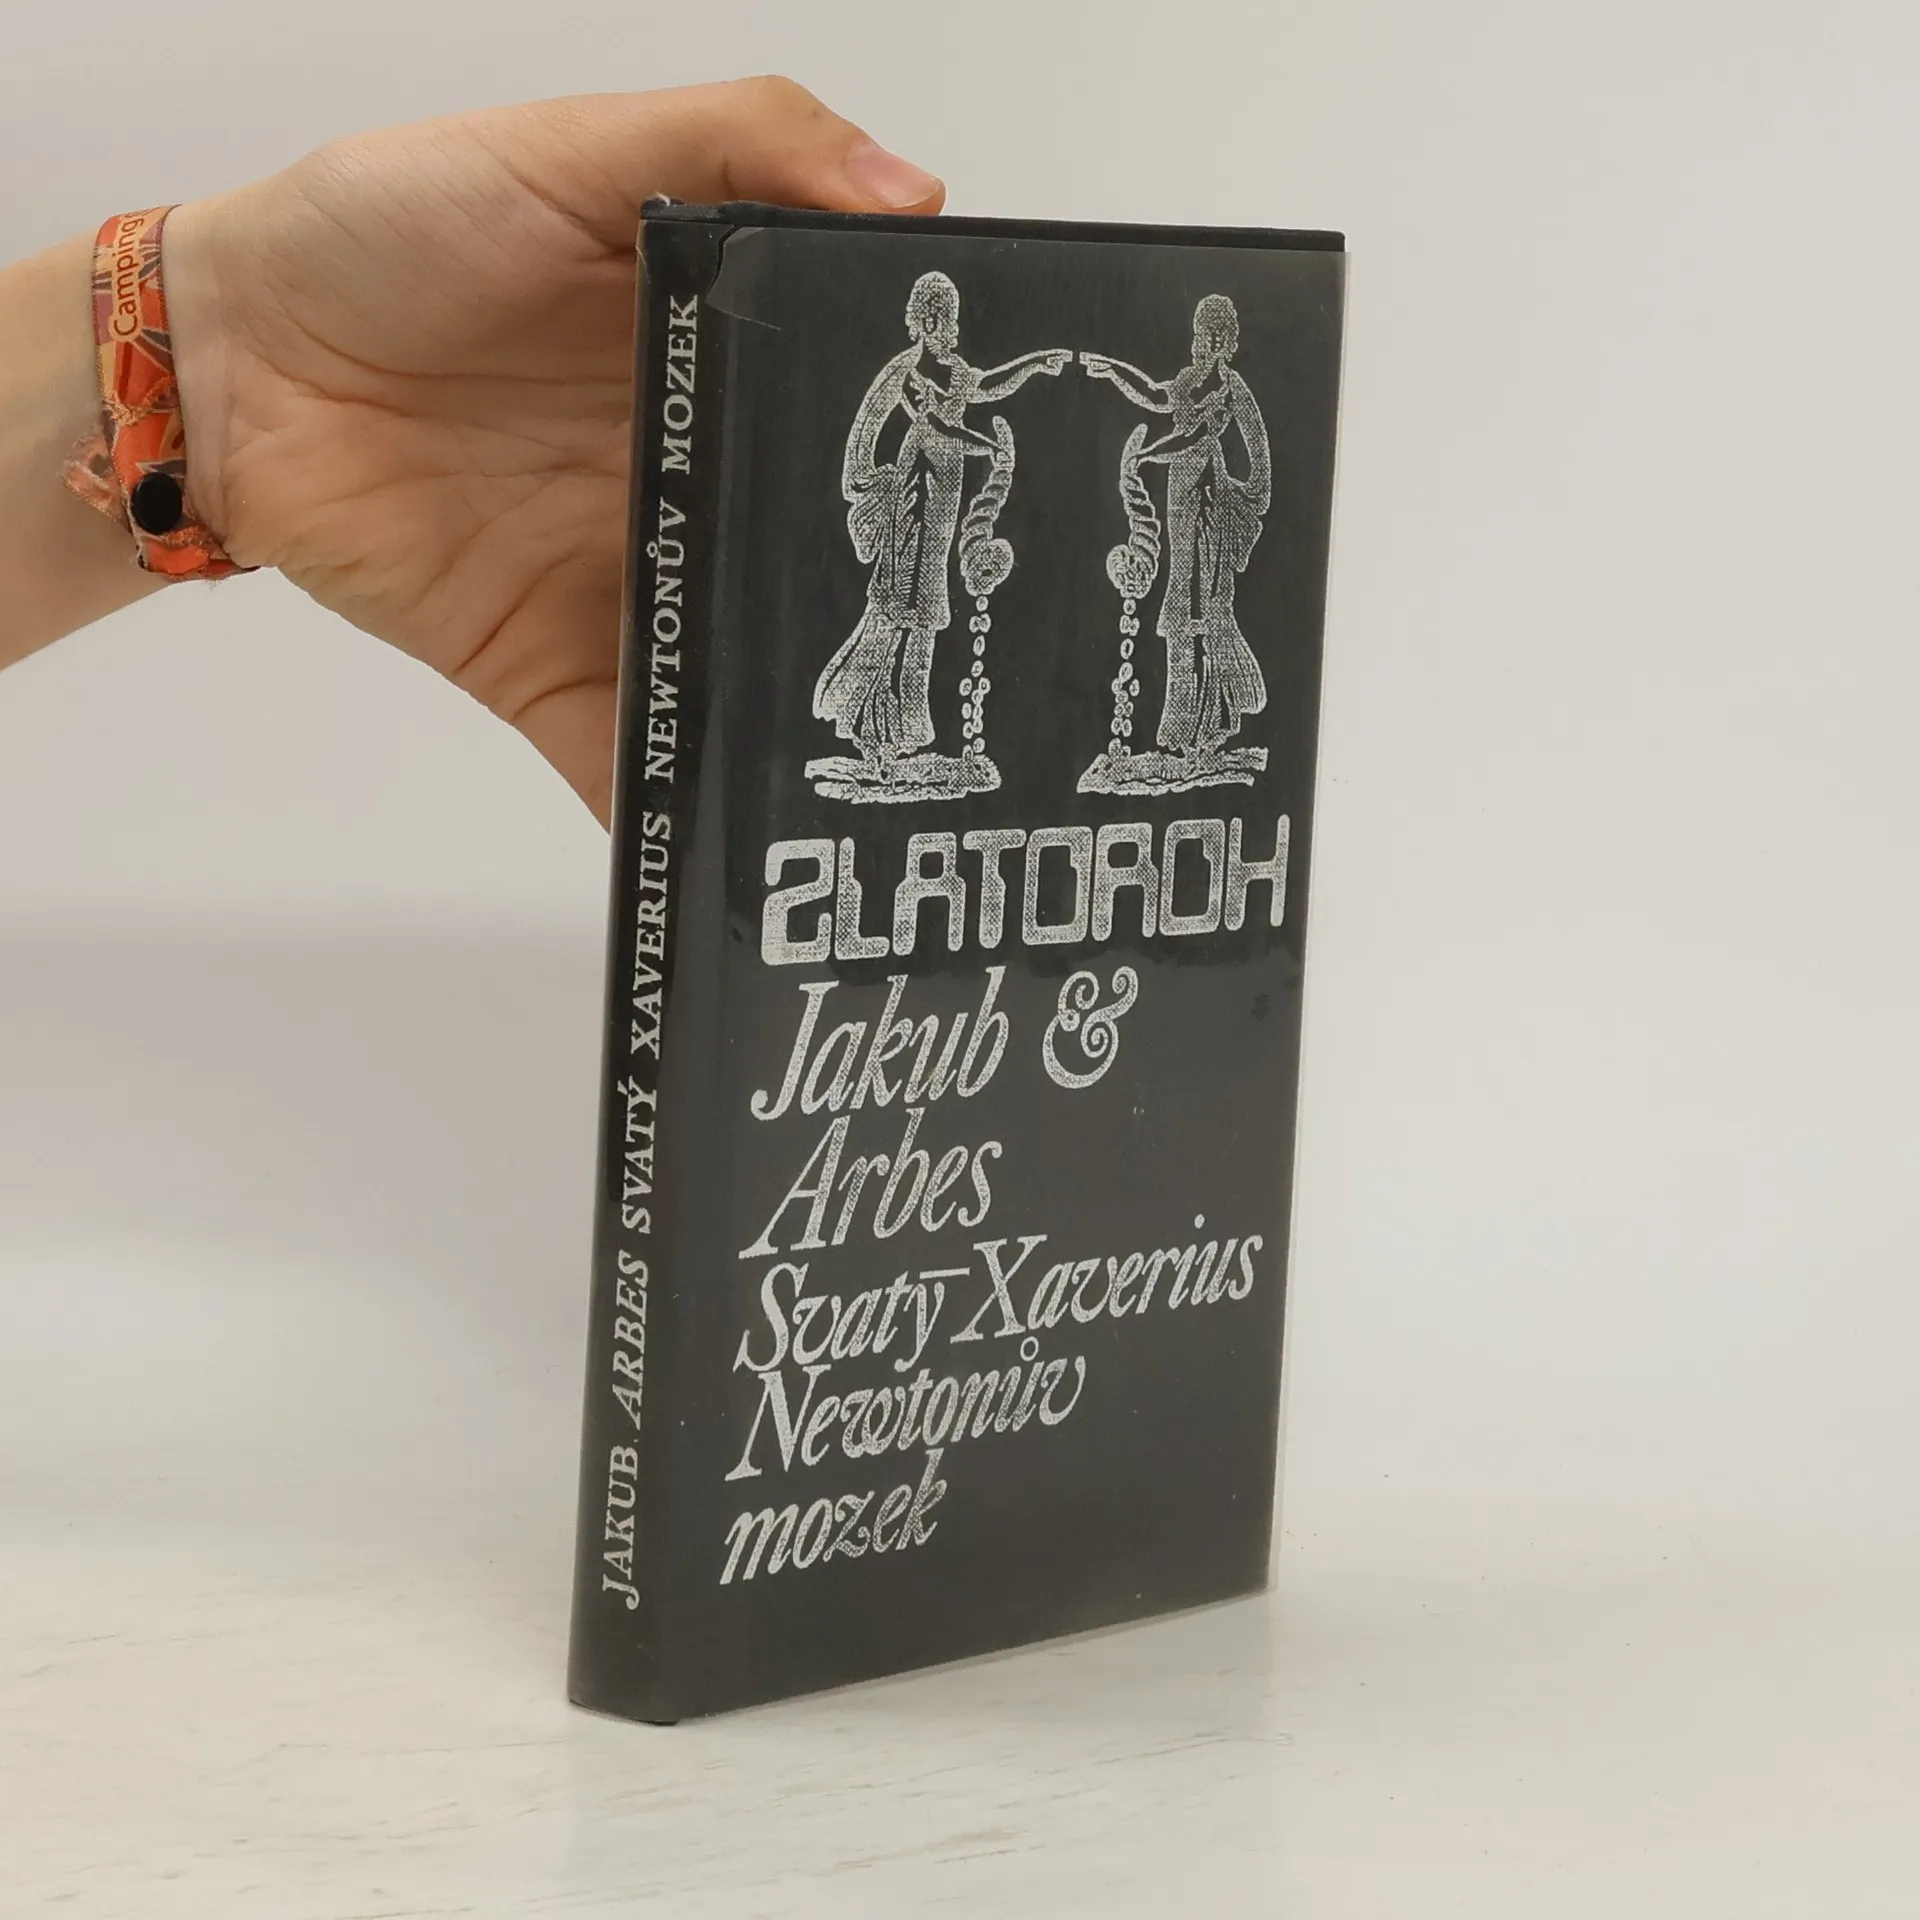 Camping
JAKUB ARBES SVATÝ XAVERIUS NEWTONŮV MOZEK
ZLATOROH
Jakub &
Arbes
Svatý Xaverius
Newtonův
mozek